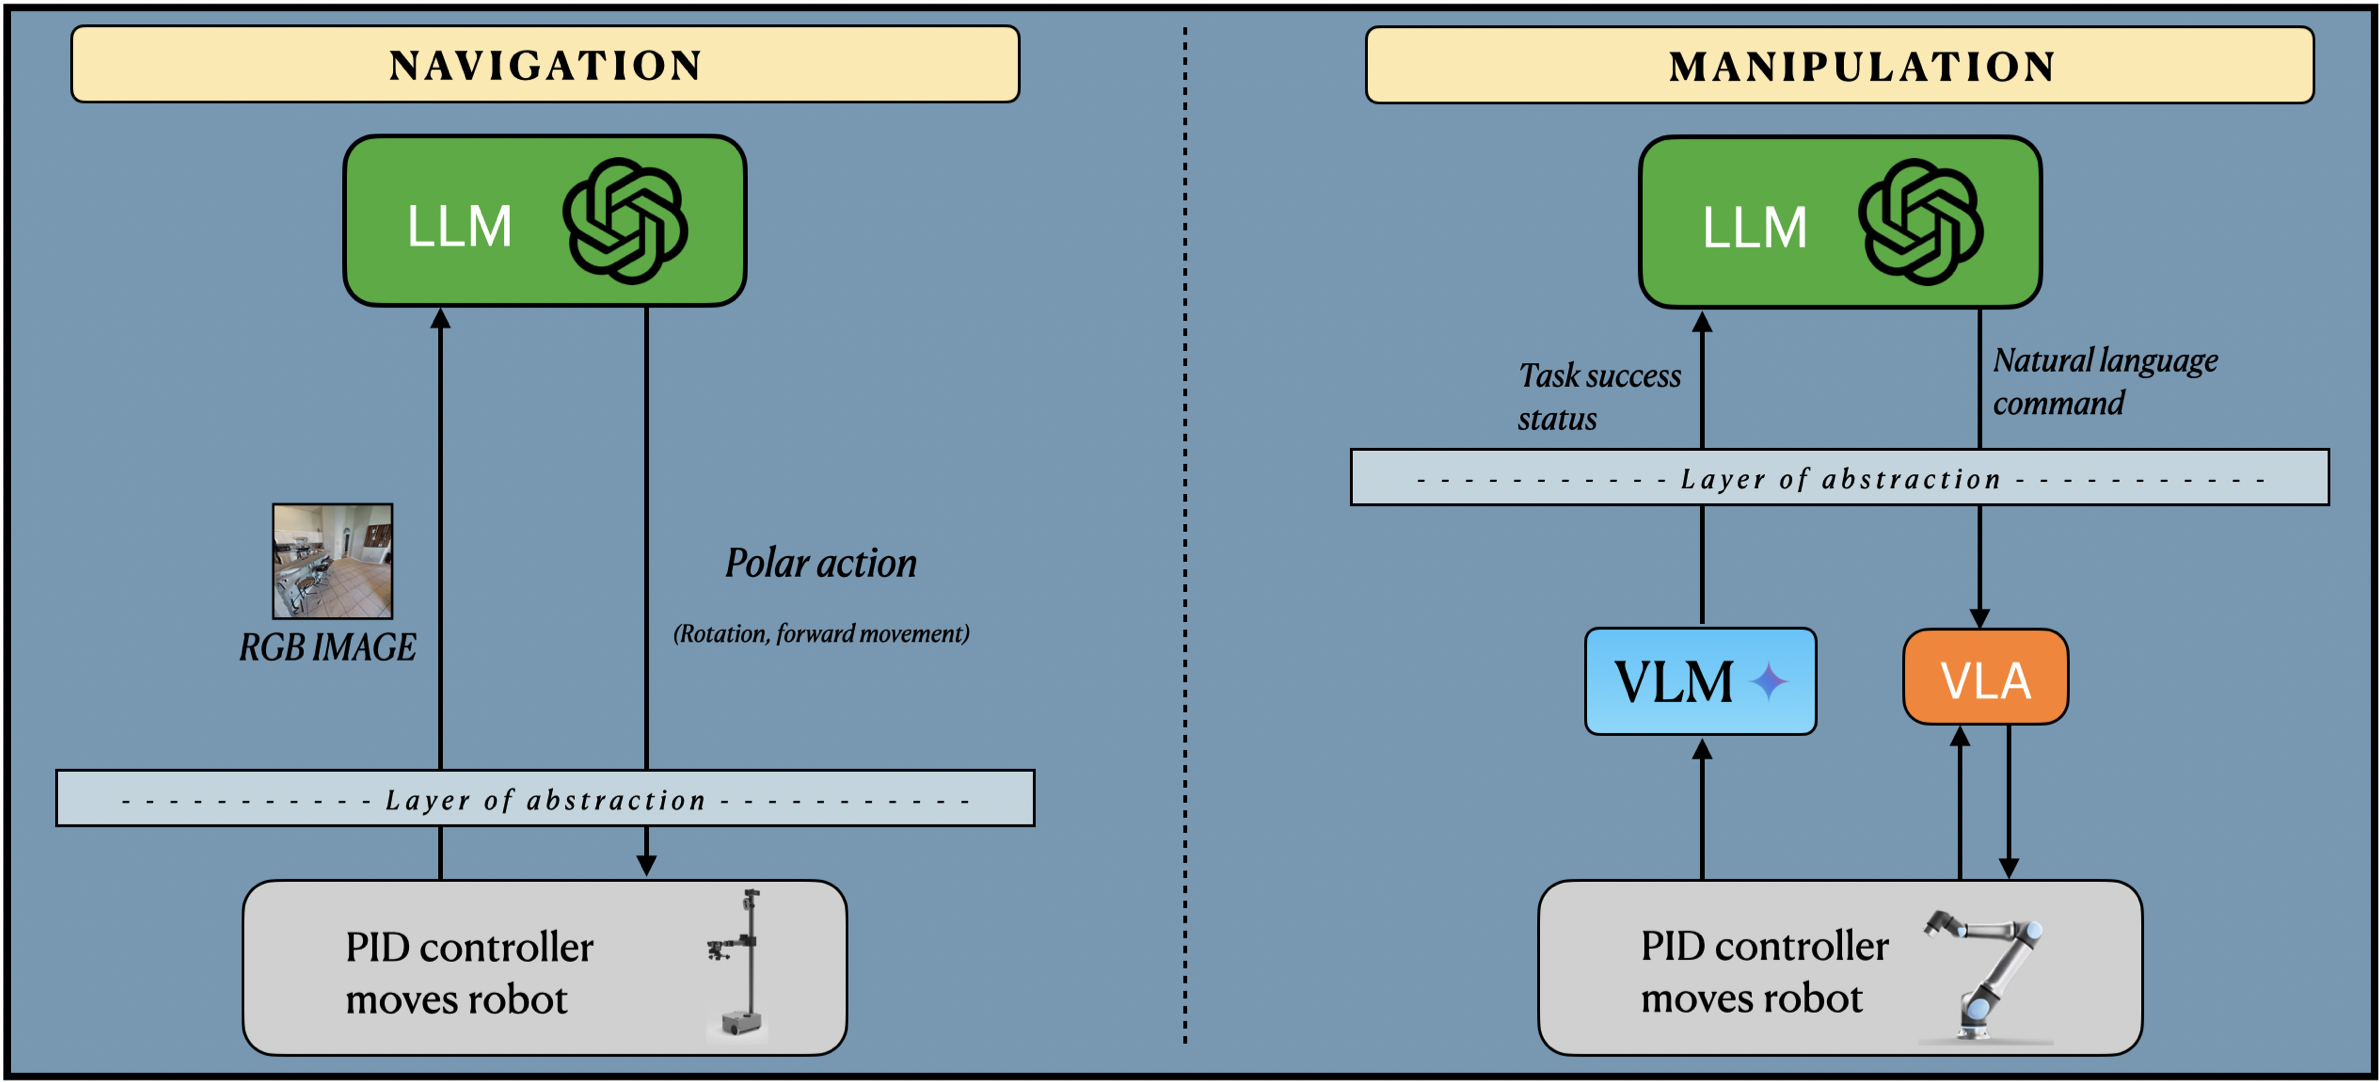 NAVIGATION
LLM
RGB IMAGE
Polar action
(Rotation, forward movement)
- - - - - - - - - - - Layer of abstraction - - - - - - - - - - -
PID controller
moves robot
MANIPULATION
LLM
Task success
status
Natural language
command
- - - - - - - - - - - Layer of abstraction - - - - - - - - - - -
VLM
VLA
PID controller
moves robot